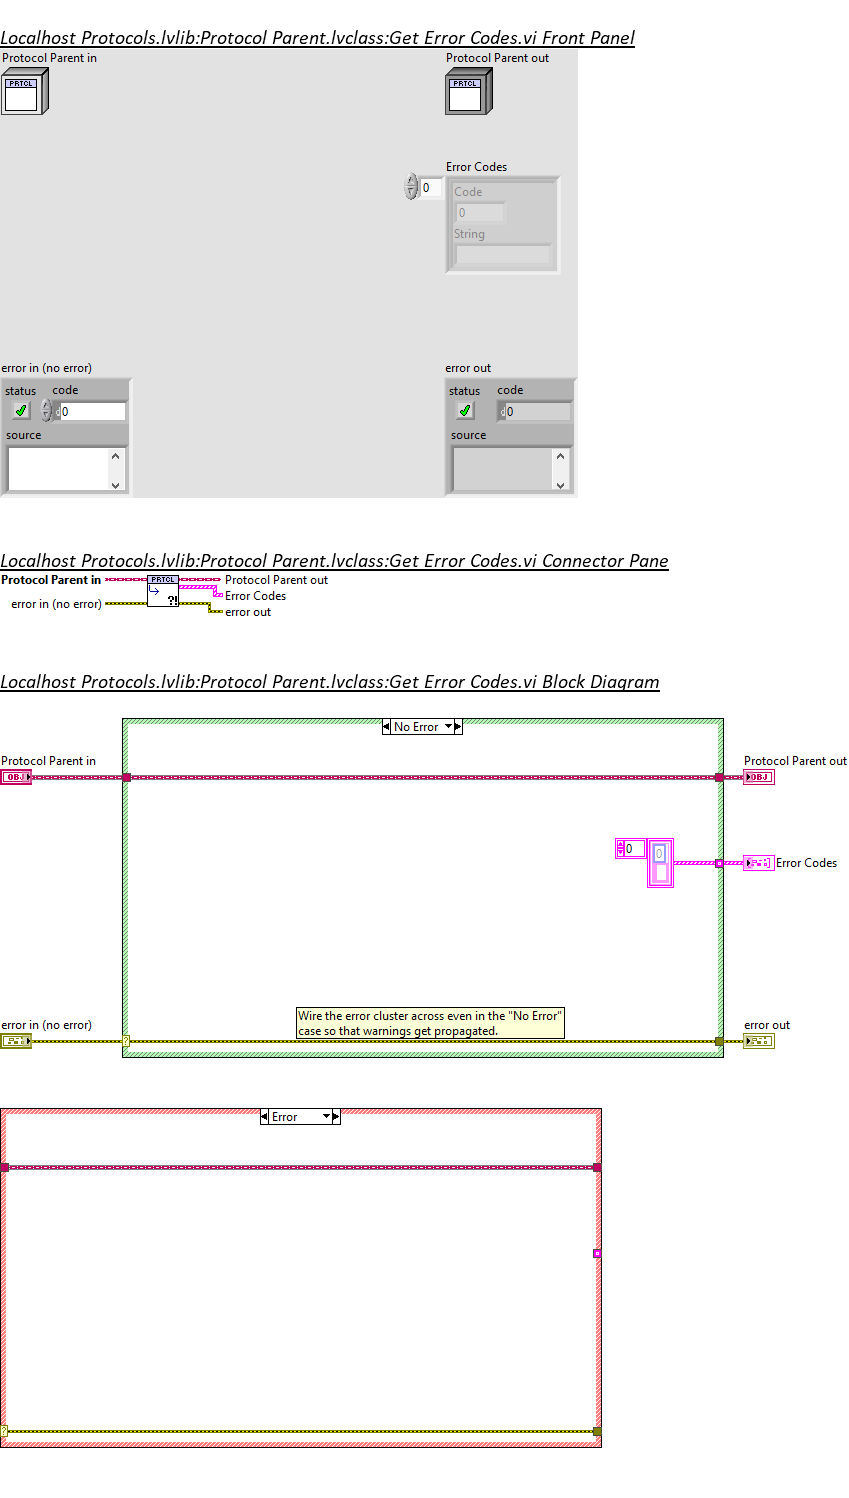 Localhost Protocols.lvlib:Protocol Parent.lvclass:Get Error Codes.vi Front Panel
Protocol Parent in
Protocol Parent out
PRTCL
PRTCL
Error Codes
0
Code
0
String
error in (no error)
error out
status
code
status
code
d
0
d
0
source
source
Localhost Protocols.lvlib:Protocol Parent.lvclass:Get Error Codes.vi Connector Pane
Protocol Parent in
PRTCL
Protocol Parent out
Error Codes
error in (no error)
?!
error out
Localhost Protocols.lvlib:Protocol Parent.lvclass:Get Error Codes.vi Block Diagram
No Error
Protocol Parent in
Protocol Parent out
OBJ
OBJ
0
0
Error Codes
Wire the error cluster across even in the "No Error"
case so that warnings get propagated.
error in (no error)
error out
?
Error
?